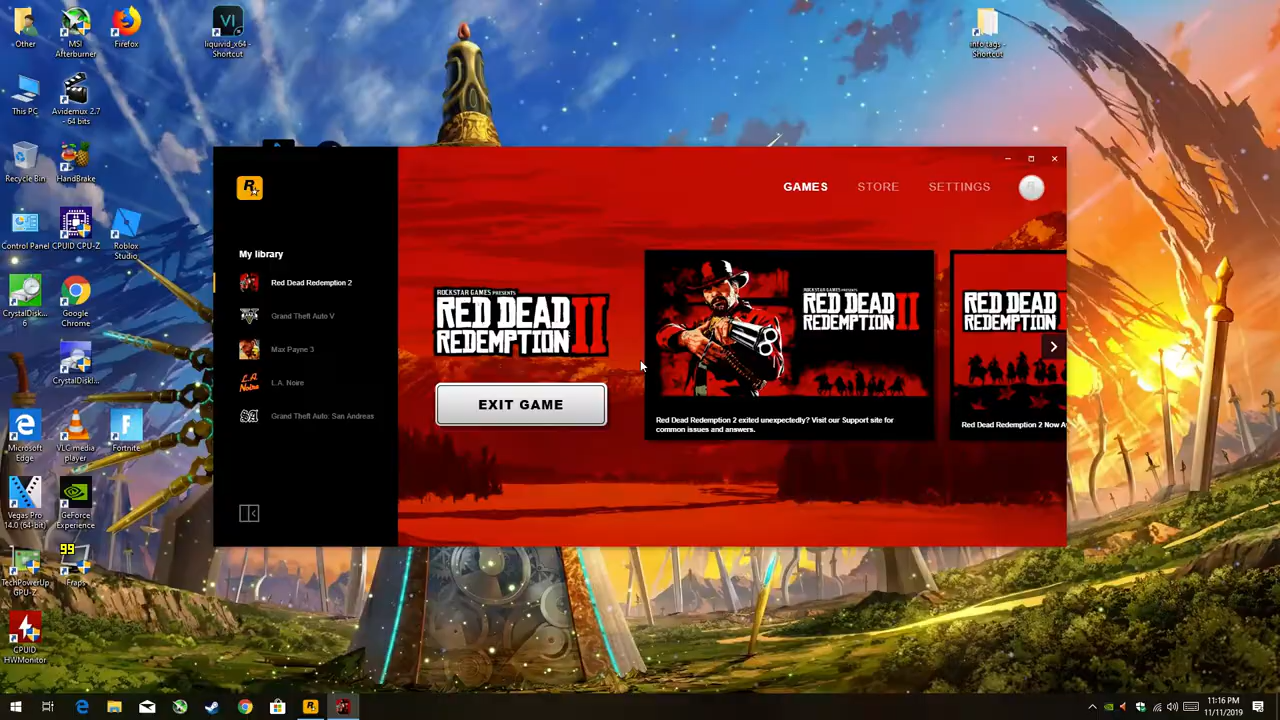 Other
MSI
Afterburner
Firefox
VI
liquivid_x64 -
Shortcut
info tags -
Shortcut
This PC
Avidemux 2.7
- 64 bits
Recycle Bin
HandBrake
Control Panel
CPUID CPU-Z
Roblox
Studio
CrystalDisk...
6
Google
Chrome
CrystalDiskI...
Microsoft
Edge
VLC media
player
Fortnite
Vegas Pro
14.0 (64-bit)
GeForce
Experience
99
TechPowerUp
GPU-Z
Fraps
CPUID
HWMonitor
R
GAMES
STORE
SETTINGS
My library
Red Dead Redemption 2
Grand Theft Auto V
Max Payne 3
L.A. Noire
Grand Theft Auto: San Andreas
ROCKSTAR GAMES PRESENTS
RED DEAD
REDEMPTION II
EXIT GAME
ROCKSTAR GAMES PRESENTS
RED DEAD
REDEMPTION II
Red Dead Redemption 2 exited unexpectedly? Visit our Support site for
common issues and answers.
RED DEAD
REDEMPTION
Red Dead Redemption 2 Now A
11:16 PM
11/11/2019